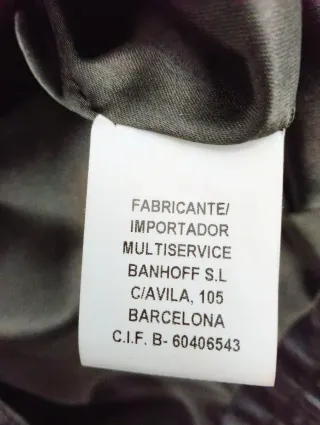 FABRICANTE/
IMPORTADOR
MULTISERVICE
BANHOFF S.L
C/AVILA, 105
BARCELONA
C.I.F. B- 60406543